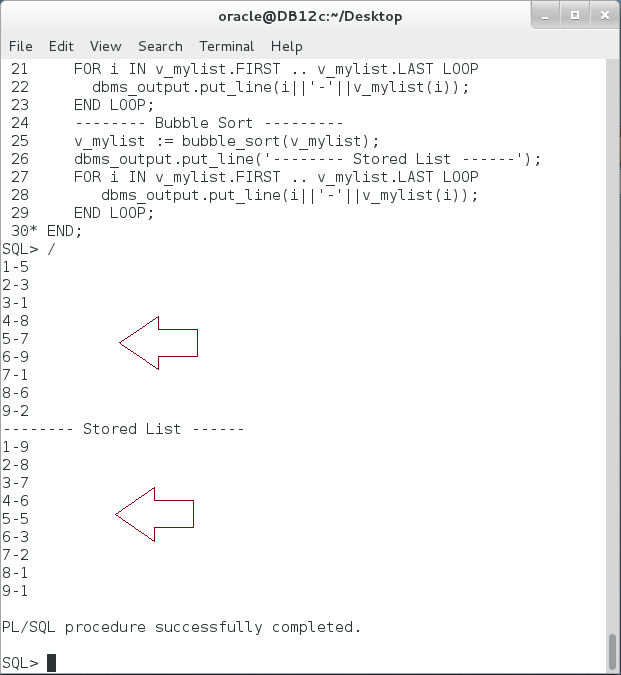 oracle@DB12c:~/Desktop
File Edit View Search Terminal Help
21     FOR i IN v_mylist.FIRST .. v_mylist.LAST LOOP
22       dbms_output.put_line(i||'-'||v_mylist(i));
23     END LOOP;
24     -------- Bubble Sort ---------
25     v_mylist := bubble_sort(v_mylist);
26     dbms_output.put_line('-------- Stored List ------');
27     FOR i IN v_mylist.FIRST .. v_mylist.LAST LOOP
28        dbms_output.put_line(i||'-'||v_mylist(i));
29     END LOOP;
30* END;
SQL> /
1-5
2-3
3-1
4-8
5-7
6-9
7-1
8-6
9-2
-------- Stored List ------
1-9
2-8
3-7
4-6
5-5
6-3
7-2
8-1
9-1
PL/SQL procedure successfully completed.
SQL>